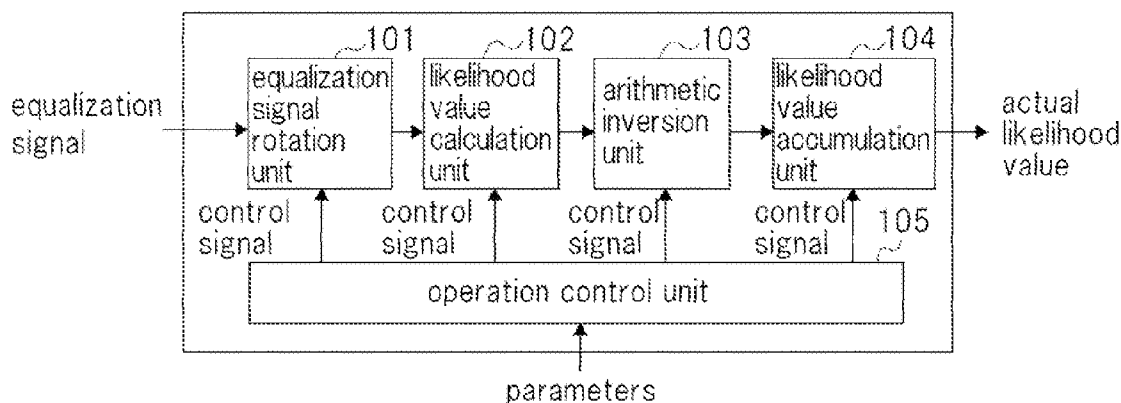 101
102
103
104
equalization
signal
equalization
signal
rotation
unit
likelihood
value
calculation
unit
arithmetic
inversion
unit
likelihood
value
accumulation
unit
actual
likelihood
value
control
signal
control
signal
control
signal
control
signal
105
operation control unit
parameters